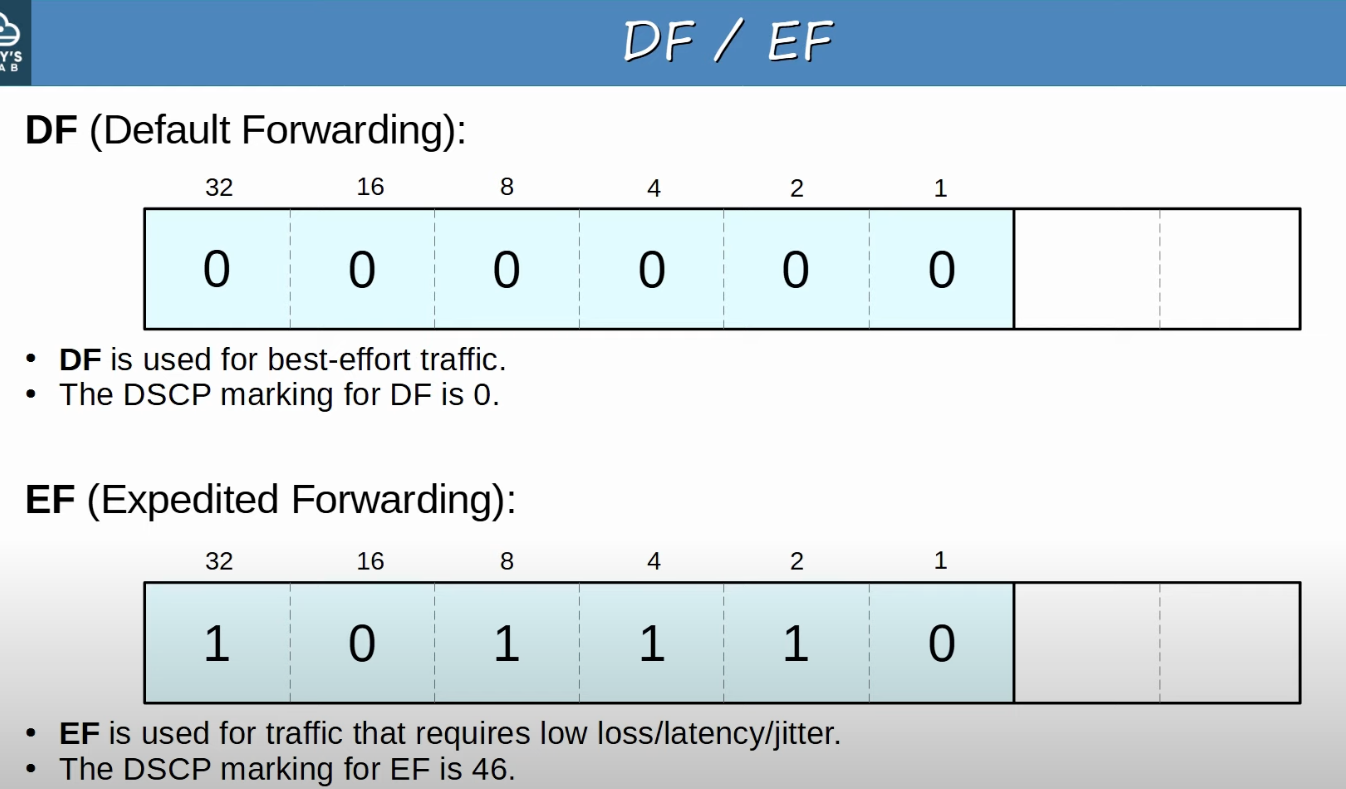 Y'S
AB
DF / EF
DF (Default Forwarding):
32 16 8 4 2 1
0 0 0 0 0 0
• DF is used for best-effort traffic.
• The DSCP marking for DF is 0.
EF (Expedited Forwarding):
32 16 8 4 2 1
1 0 1 1 1 0
• EF is used for traffic that requires low loss/latency/jitter.
• The DSCP marking for EF is 46.